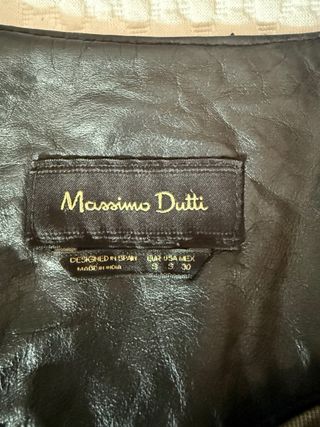 Massimo Dutti
DESIGNED IN SPAIN EUR USA MEX
MADE IN INDIA S S 30